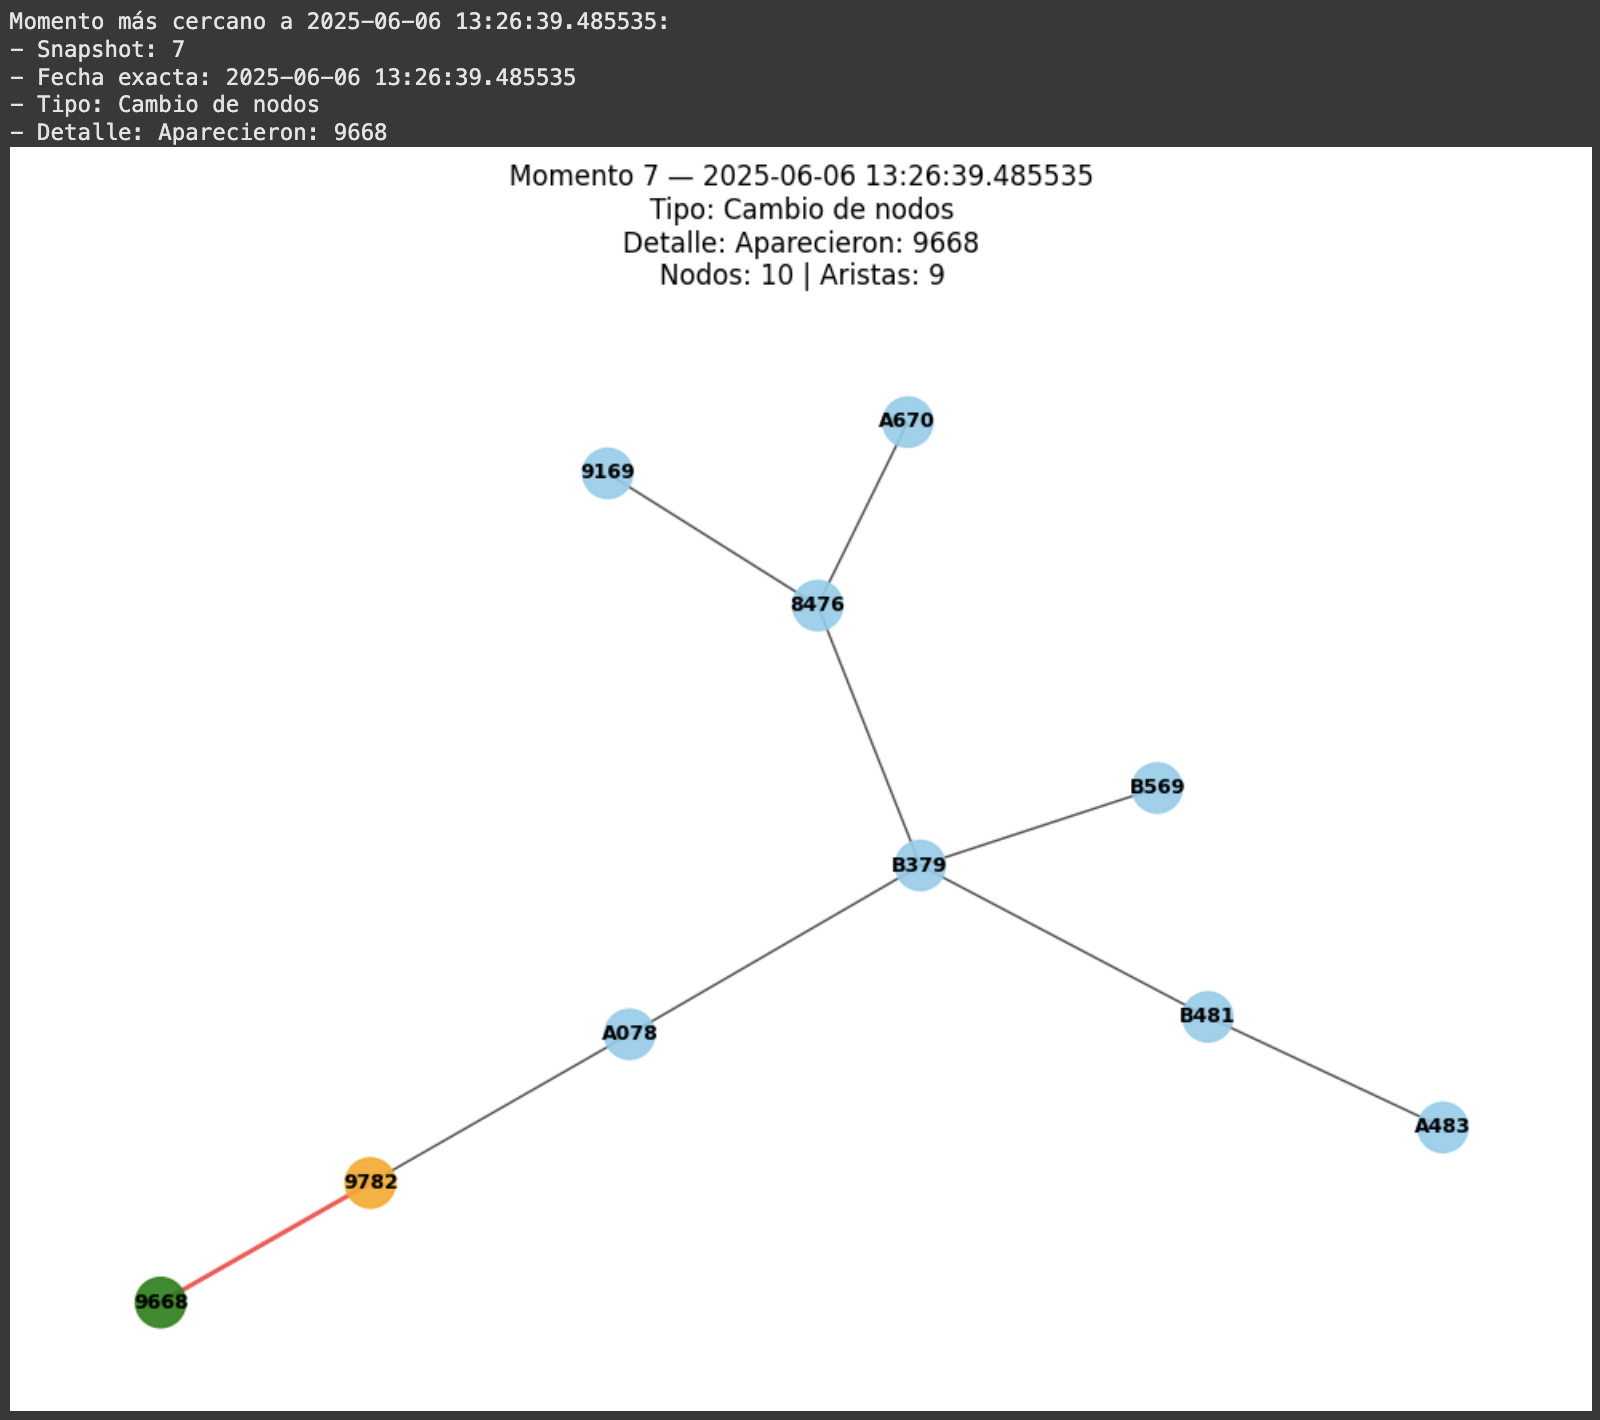 Momento más cercano a 2025-06-06 13:26:39.485535:
- Snapshot: 7
- Fecha exacta: 2025-06-06 13:26:39.485535
- Tipo: Cambio de nodos
- Detalle: Aparecieron: 9668
Momento 7 — 2025-06-06 13:26:39.485535
Tipo: Cambio de nodos
Detalle: Aparecieron: 9668
Nodos: 10 | Aristas: 9
A670
9169
8476
B569
B379
B481
A078
A483
9782
9668